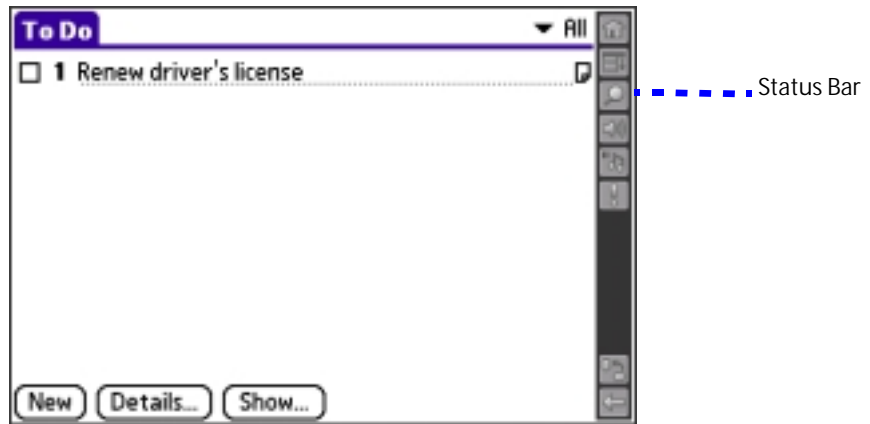 To Do
All
1 Renew driver's license
Status Bar
New Details... Show...